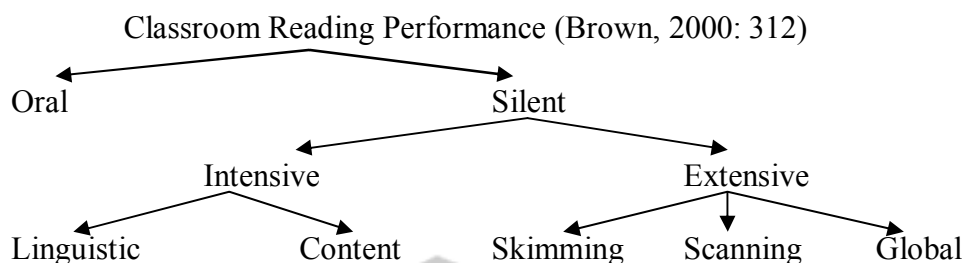 Classroom Reading Performance (Brown, 2000: 312)
Oral Silent
Intensive Extensive
Linguistic Content Skimming Scanning Global